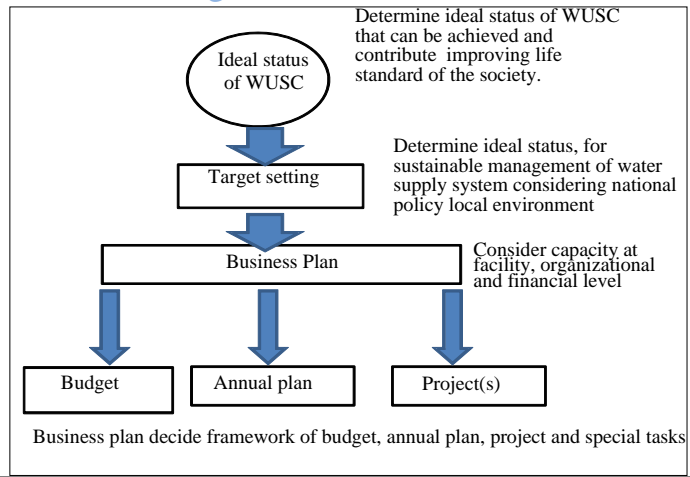 Determine ideal status of WUSC
that can be achieved and
contribute improving life
standard of the society.
Ideal status
of WUSC
Determine ideal status, for
sustainable management of water
supply system considering national
policy local environment
Target setting
Consider capacity at
facility, organizational
and financial level
Business Plan
Budget
Annual plan
Project(s)
Business plan decide framework of budget, annual plan, project and special tasks